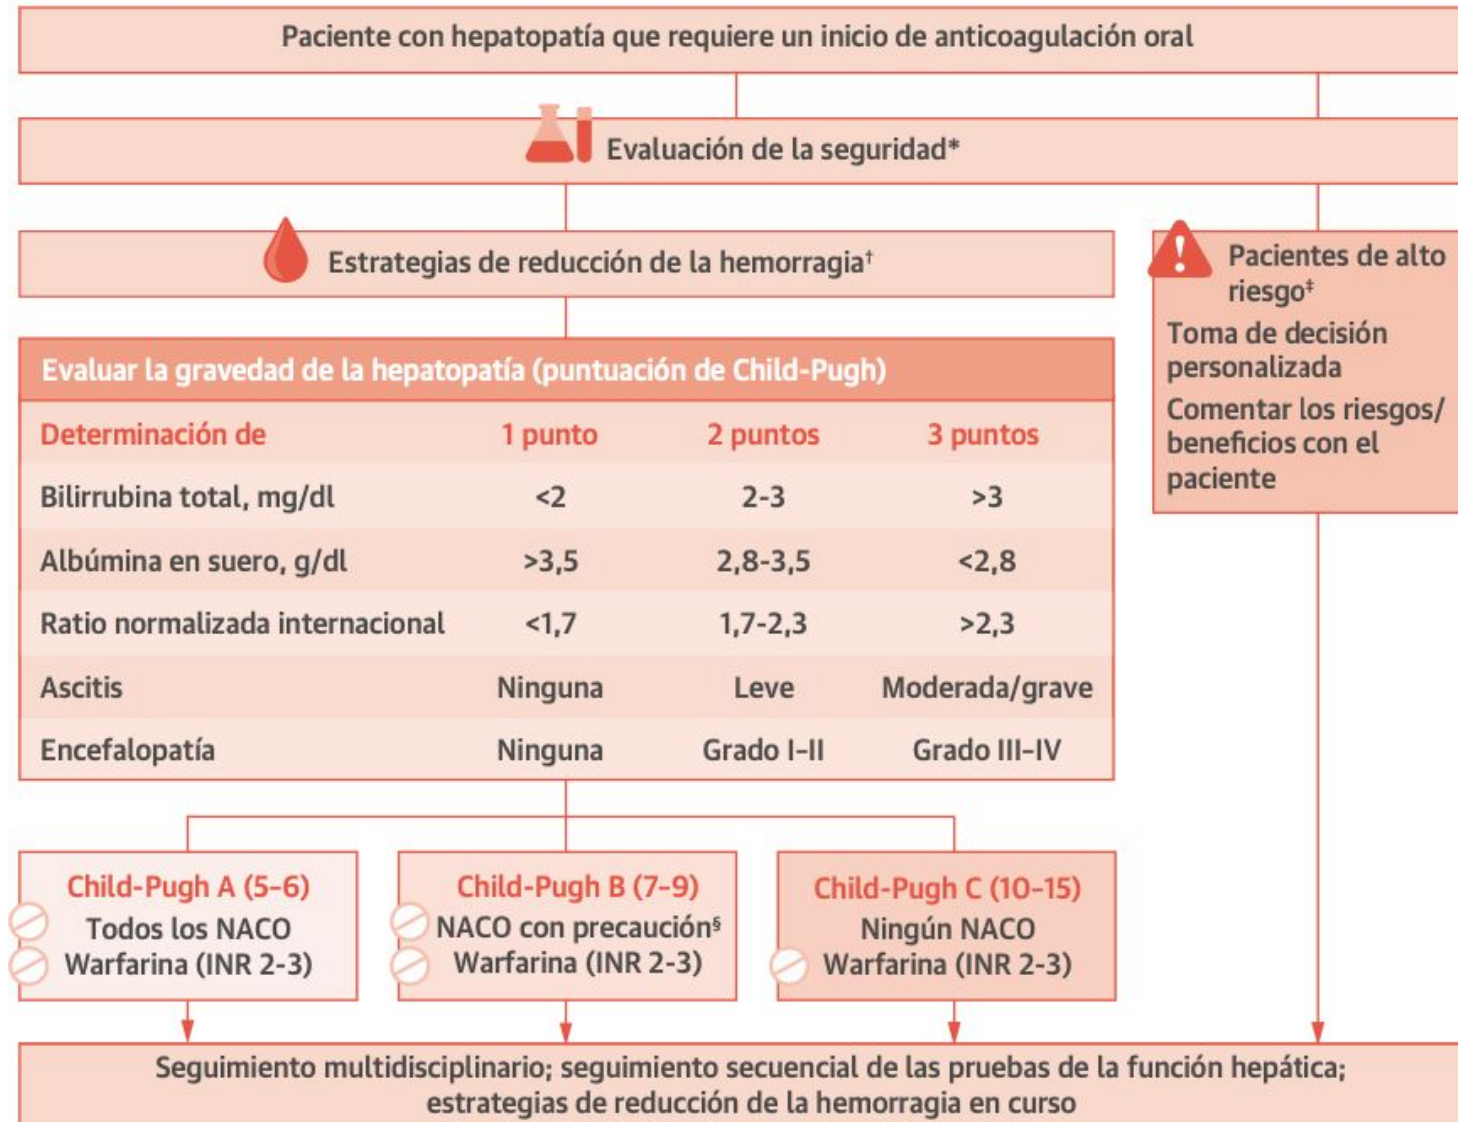 Paciente con hepatopatía que requiere un inicio de anticoagulación oral
Evaluación de la seguridad*
Estrategias de reducción de la hemorragia†
Pacientes de alto
riesgo‡
Toma de decisión
personalizada
Comentar los riesgos/
beneficios con el
paciente
Evaluar la gravedad de la hepatopatía (puntuación de Child-Pugh)
Determinación de 1 punto 2 puntos 3 puntos
Bilirrubina total, mg/dl <2 2-3 >3
Albúmina en suero, g/dl >3,5 2,8-3,5 <2,8
Ratio normalizada internacional <1,7 1,7-2,3 >2,3
Ascitis Ninguna Leve Moderada/grave
Encefalopatía Ninguna Grado I-II Grado III-IV
Child-Pugh A (5-6)
Todos los NACO
Warfarina (INR 2-3)
Child-Pugh B (7-9)
NACO con precaución§
Warfarina (INR 2-3)
Child-Pugh C (10-15)
Ningún NACO
Warfarina (INR 2-3)
Seguimiento multidisciplinario; seguimiento secuencial de las pruebas de la función hepática;
estrategias de reducción de la hemorragia en curso